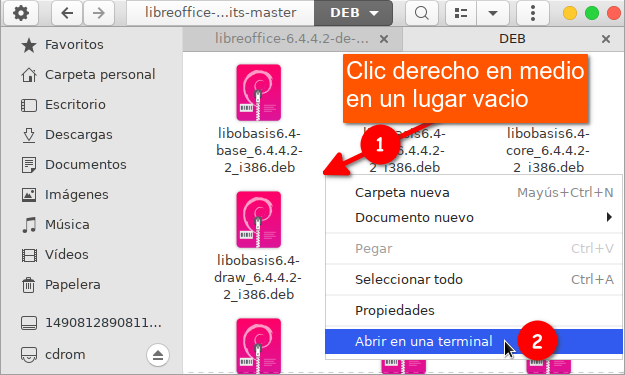 libreoffice-...its-master
DEB
libreoffice-6.4.4.2-de-...
DEB
Favoritos
Carpeta personal
Escritorio
Descargas
Documentos
Imágenes
Música
Vídeos
Papelera
1490812890811...
cdrom
Clic derecho en medio
en un lugar vacio
1
libobasis6.4-
base_6.4.4.2-
2_i386.deb
is6.4-
_6.4.4.2-
2_i386.deb
libobasis6.4-
core_6.4.4.2-
2_i386.deb
libobasis6.4-
draw_6.4.4.2-
2_i386.deb
Carpeta nueva Mayús+Ctrl+N
Documento nuevo
Pegar Ctrl+V
Seleccionar todo Ctrl+A
Propiedades
Abrir en una terminal
2